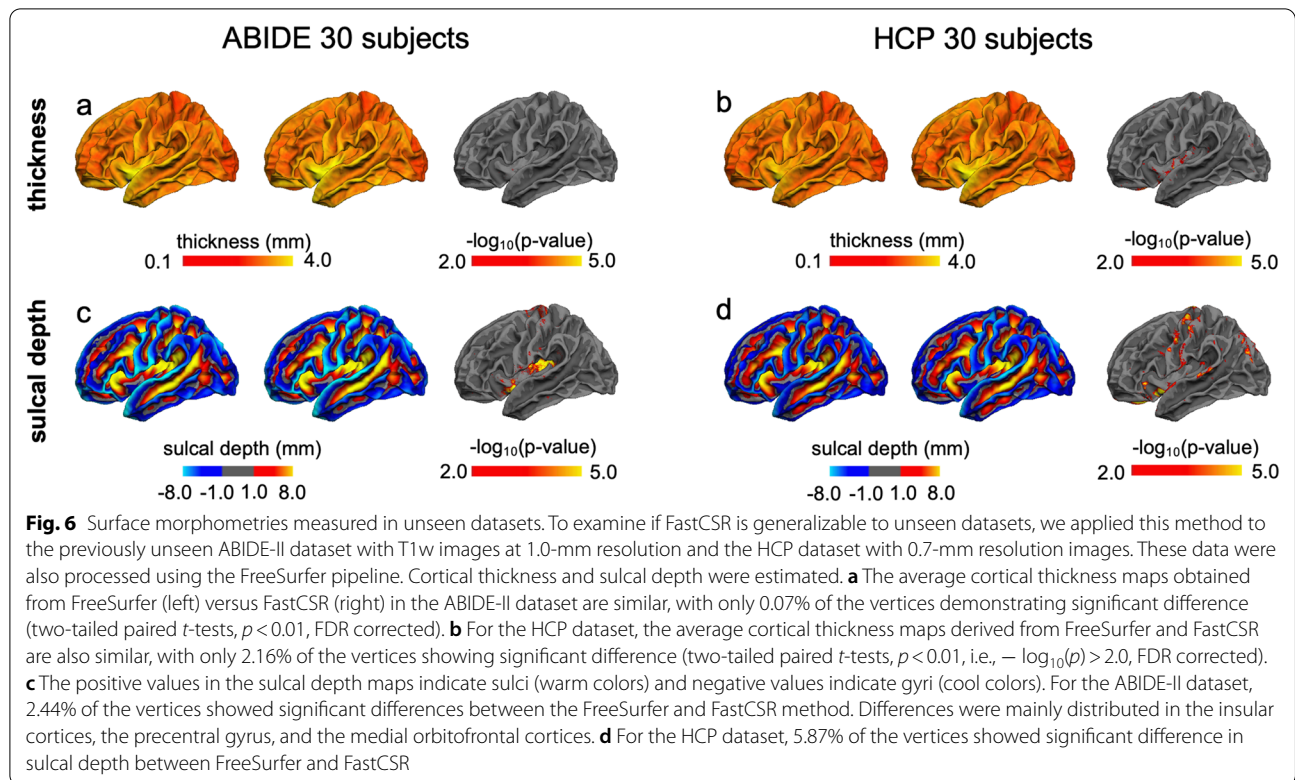 ABIDE 30 subjects
HCP 30 subjects
thickness
a
b
thickness (mm)
0.1 4.0
-log10(p-value)
2.0 5.0
thickness (mm)
0.1 4.0
-log10(p-value)
2.0 5.0
sulcal depth
c
d
sulcal depth (mm)
-8.0 -1.0 1.0 8.0
-log10(p-value)
2.0 5.0
sulcal depth (mm)
-8.0 -1.0 1.0 8.0
-log10(p-value)
2.0 5.0
Fig. 6 Surface morphometries measured in unseen datasets. To examine if FastCSR is generalizable to unseen datasets, we applied this method to
the previously unseen ABIDE-II dataset with T1w images at 1.0-mm resolution and the HCP dataset with 0.7-mm resolution images. These data were
also processed using the FreeSurfer pipeline. Cortical thickness and sulcal depth were estimated. a The average cortical thickness maps obtained
from FreeSurfer (left) versus FastCSR (right) in the ABIDE-II dataset are similar, with only 0.07% of the vertices demonstrating significant difference
(two-tailed paired t-tests, p < 0.01, FDR corrected). b For the HCP dataset, the average cortical thickness maps derived from FreeSurfer and FastCSR
are also similar, with only 2.16% of the vertices showing significant difference (two-tailed paired t-tests, p < 0.01, i.e., − log10(p) > 2.0, FDR corrected).
c The positive values in the sulcal depth maps indicate sulci (warm colors) and negative values indicate gyri (cool colors). For the ABIDE-II dataset,
2.44% of the vertices showed significant differences between the FreeSurfer and FastCSR method. Differences were mainly distributed in the insular
cortices, the precentral gyrus, and the medial orbitofrontal cortices. d For the HCP dataset, 5.87% of the vertices showed significant difference in
sulcal depth between FreeSurfer and FastCSR